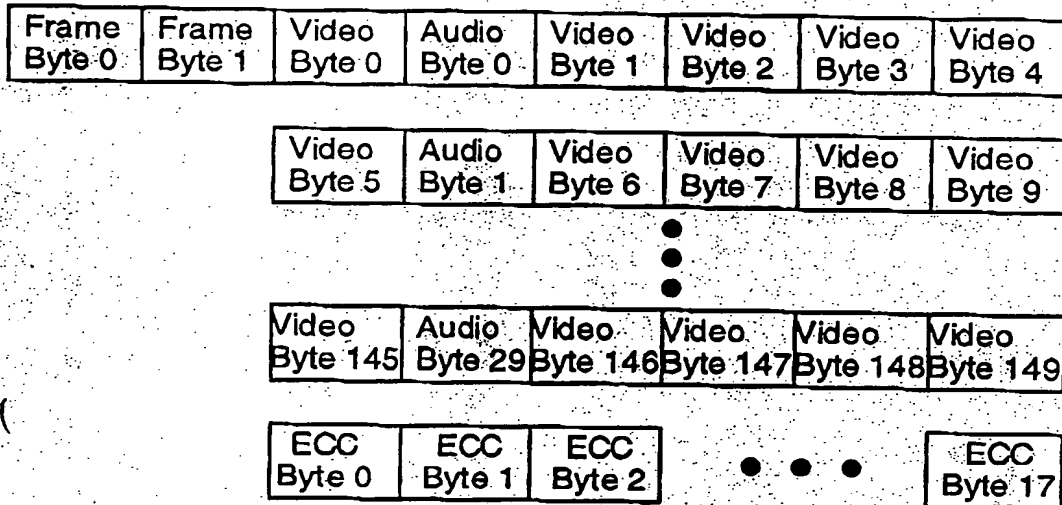 Frame Frame Video Audio Video Video Video Video
Byte 0 Byte 1 Byte 0 Byte 0 Byte 1 Byte 2 Byte 3 Byte 4
Video Audio Video Video Video Video
Byte 5 Byte 1 Byte 6 Byte 7 Byte 8 Byte 9
Video Audio Video Video Video Video
Byte 145 Byte 29 Byte 146 Byte 147 Byte 148 Byte 149
ECC ECC ECC ECC
Byte 0 Byte 1 Byte 2 Byte 17